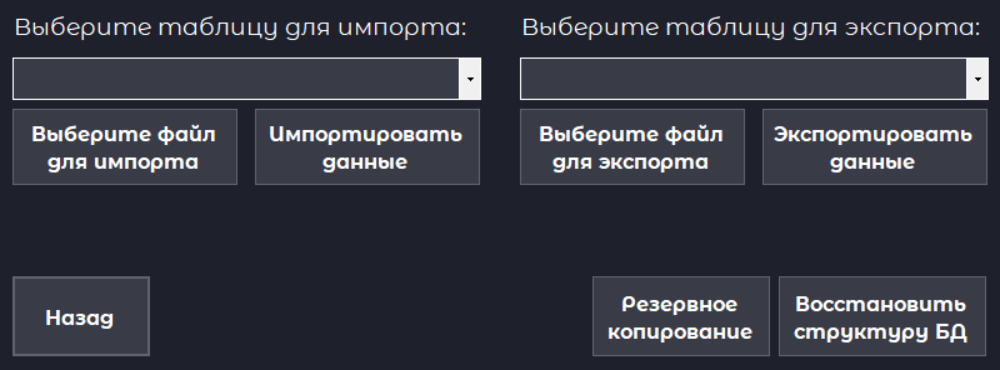 Выберите таблицу для импорта:
Выберите таблицу для экспорта:
Выберите файл
для импорта
Импортировать
данные
Выберите файл
для экспорта
Экспортировать
данные
Назад
Резервное
копирование
Восстановить
структуру БД